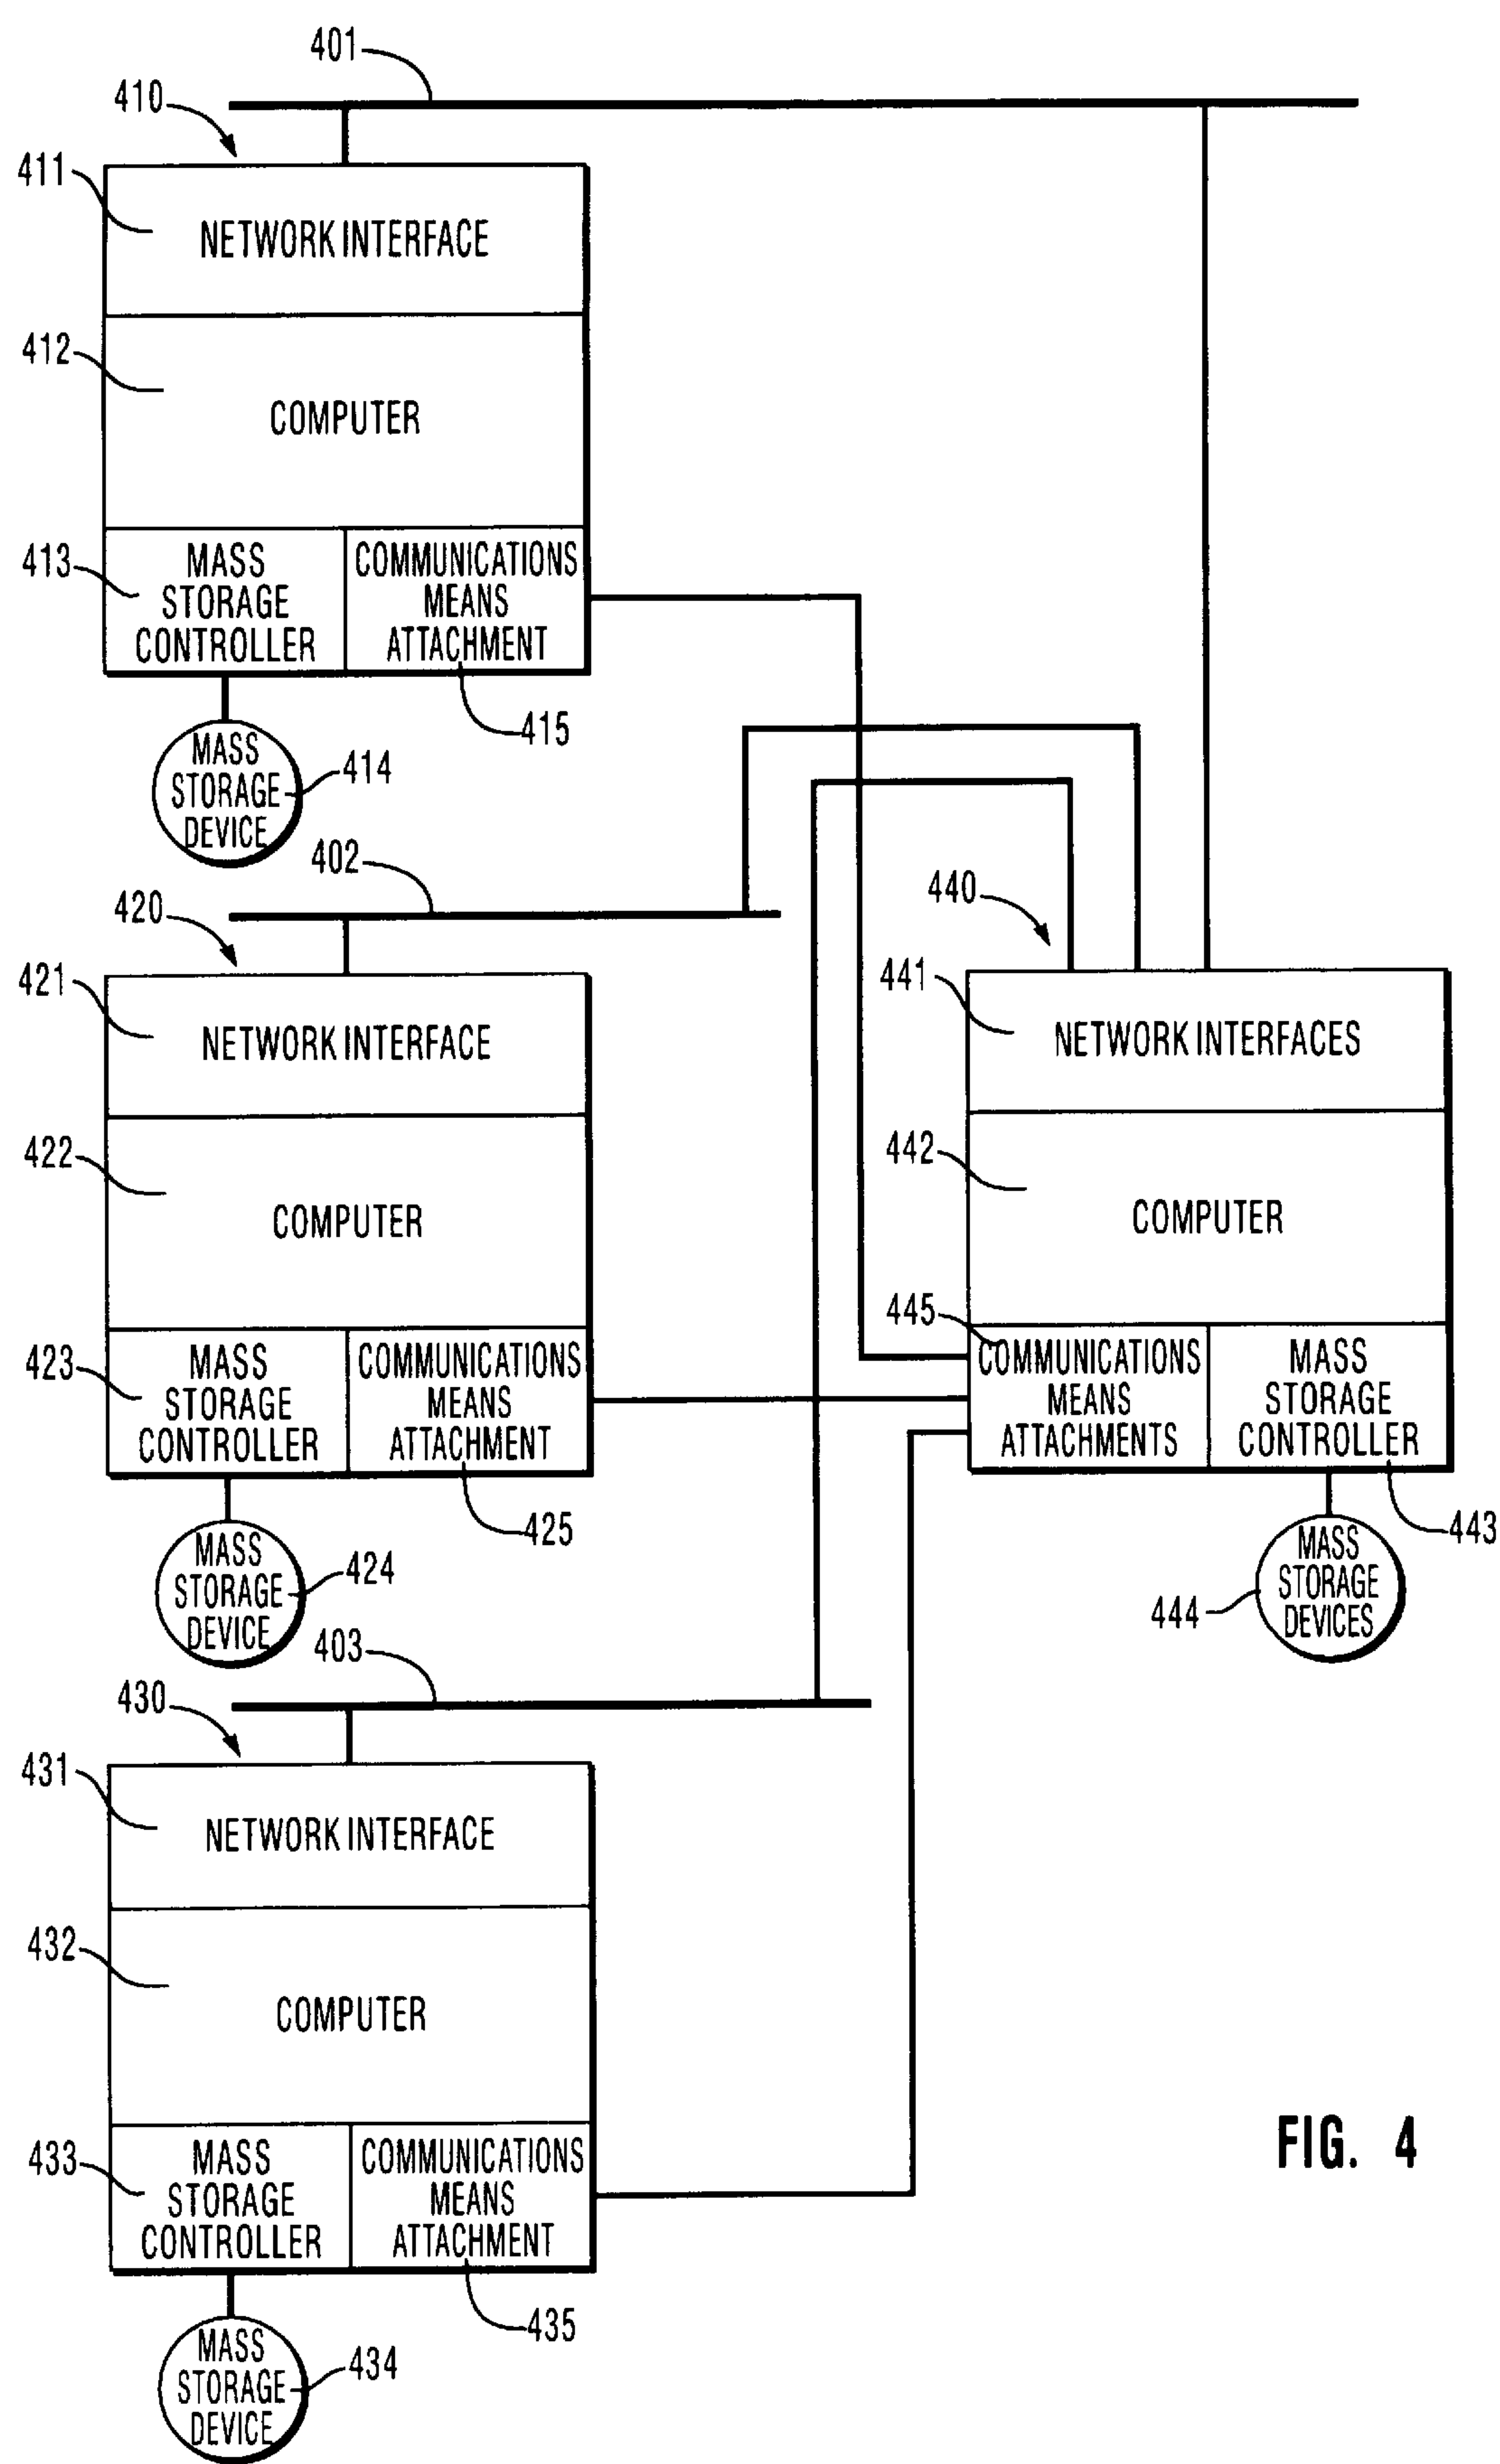 401
410
411
NETWORK INTERFACE
412
COMPUTER
413
MASS
STORAGE
CONTROLLER
COMMUNICATIONS
MEANS
ATTACHMENT
415
MASS
STORAGE
DEVICE
414
402
420
421
NETWORK INTERFACE
422
COMPUTER
423
MASS
STORAGE
CONTROLLER
COMMUNICATIONS
MEANS
ATTACHMENT
425
MASS
STORAGE
DEVICE
424
440
441
NETWORK INTERFACES
442
COMPUTER
445
COMMUNICATIONS
MEANS
ATTACHMENTS
MASS
STORAGE
CONTROLLER
443
MASS
STORAGE
DEVICES
444
403
430
431
NETWORK INTERFACE
432
COMPUTER
433
MASS
STORAGE
CONTROLLER
COMMUNICATIONS
MEANS
ATTACHMENT
435
MASS
STORAGE
DEVICE
434
FIG. 4